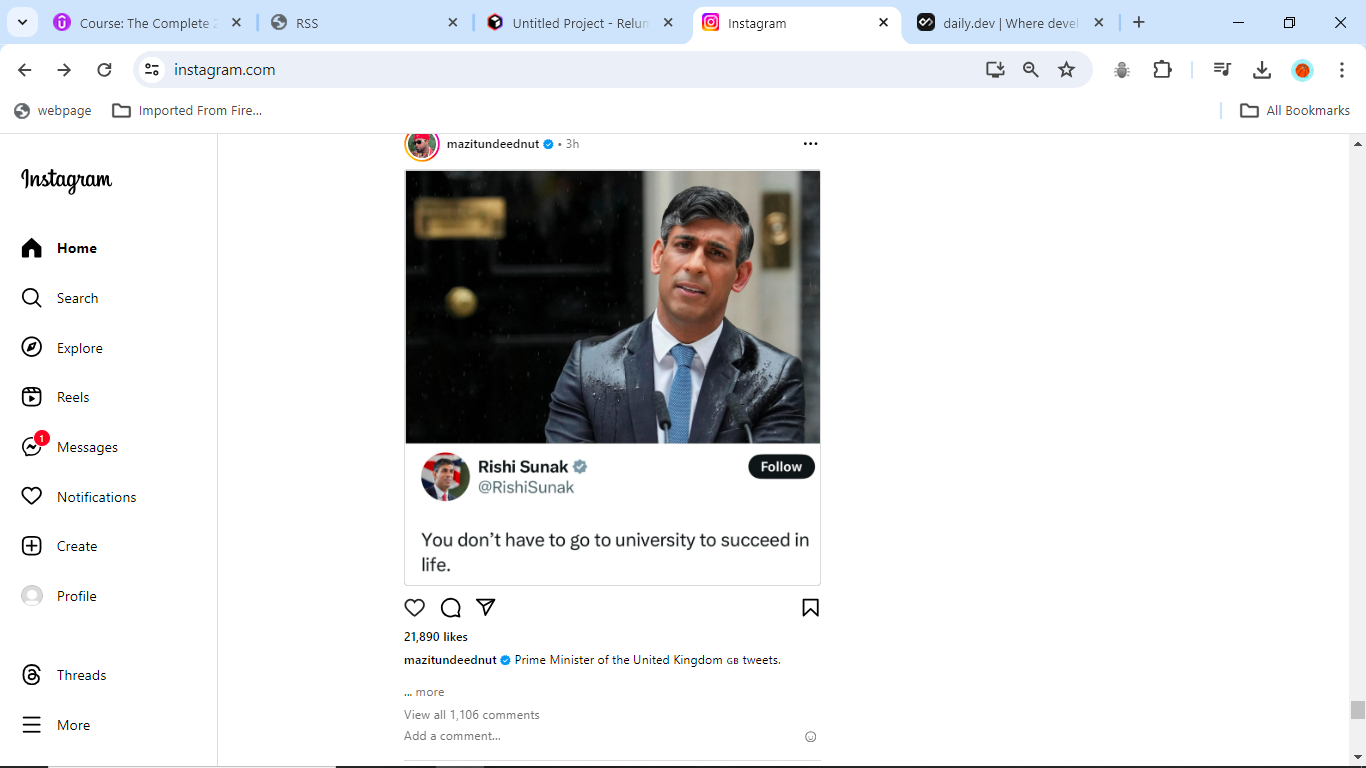 Course: The Complete 2
RSS
Untitled Project - Relum
Instagram
daily.dev | Where devel
instagram.com
webpage
Imported From Fire...
All Bookmarks
Instagram
Home
Search
Explore
Reels
1
Messages
Notifications
Create
Profile
Threads
More
mazitundeednut • 3h
Rishi Sunak
@RishiSunak
Follow
You don't have to go to university to succeed in
life.
21,890 likes
mazitundeednut Prime Minister of the United Kingdom GB tweets.
... more
View all 1,106 comments
Add a comment...